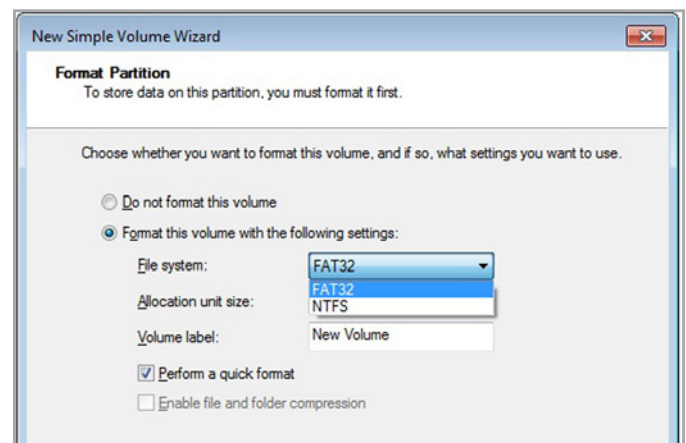 New Simple Volume Wizard
Format Partition
To store data on this partition, you must format it first.
Choose whether you want to format this volume, and if so, what settings you want to use.
Do not format this volume
Format this volume with the following settings:
File system: FAT32
FAT32
Allocation unit size: NTFS
Volume label: New Volume
Perform a quick format
Enable file and folder compression